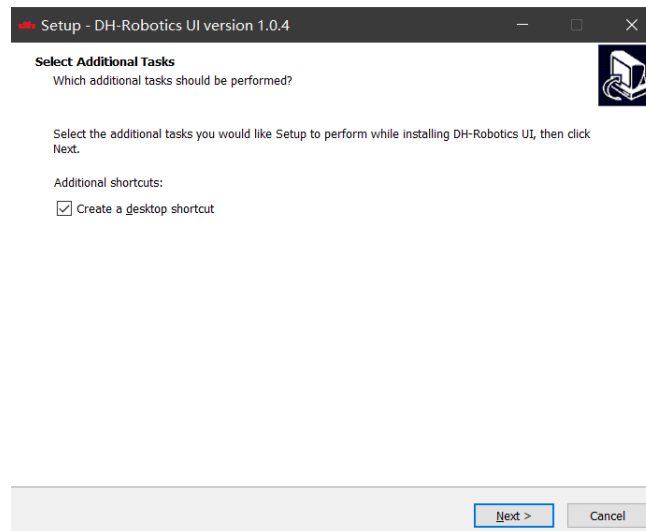 Setup - DH-Robotics UI version 1.0.4
Select Additional Tasks
Which additional tasks should be performed?
Select the additional tasks you would like Setup to perform while installing DH-Robotics UI, then click
Next.
Additional shortcuts:
Create a desktop shortcut
Next >
Cancel